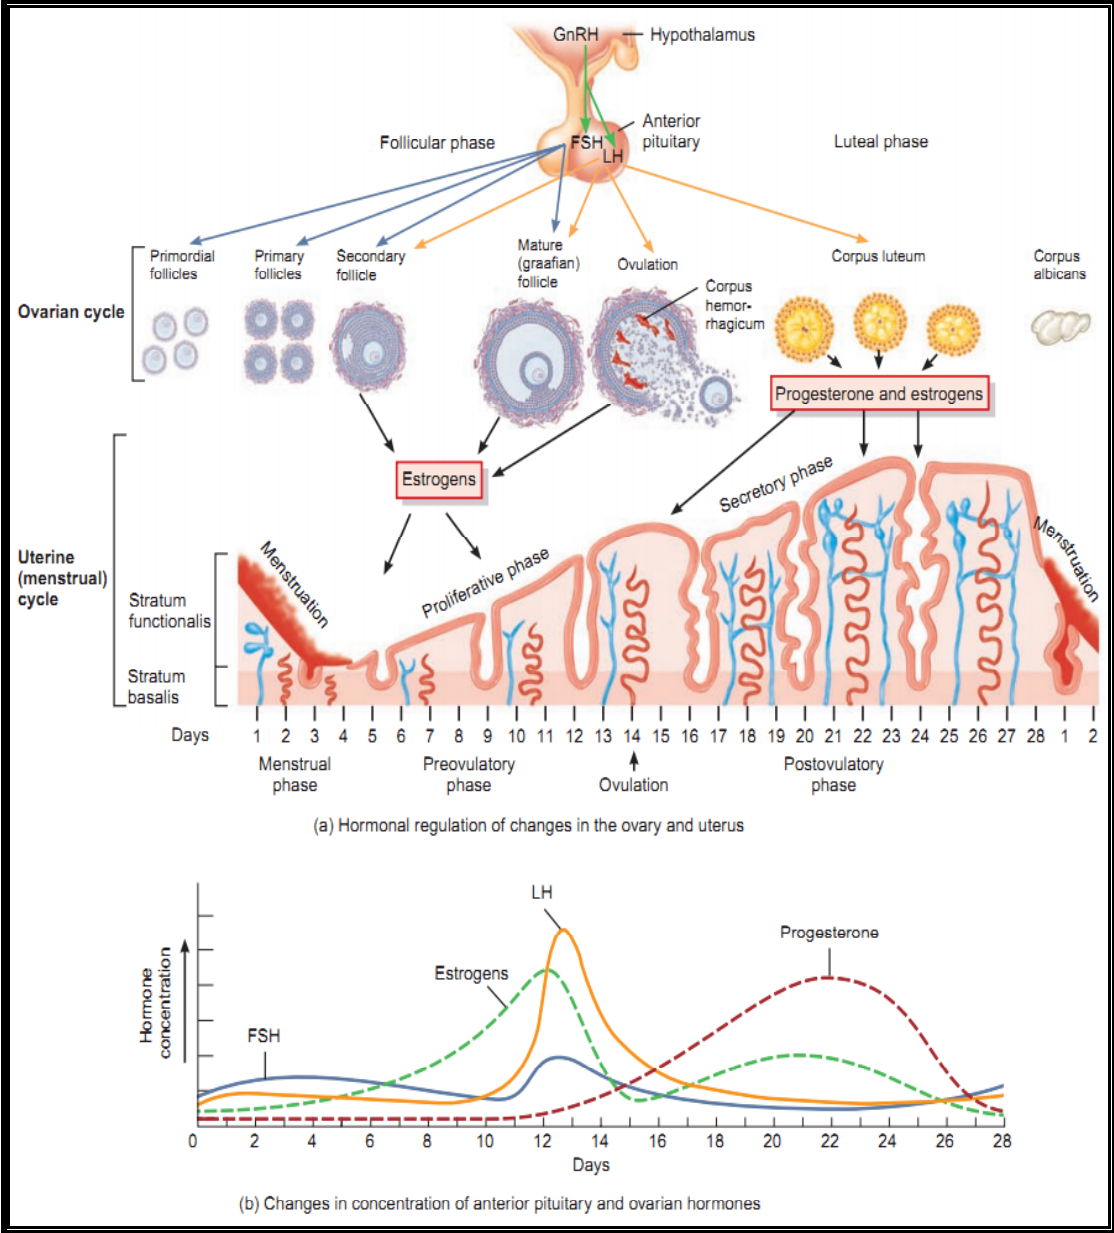 GnRH
Hypothalamus
Anterior
pituitary
FSH
LH
Follicular phase
Luteal phase
Ovarian cycle
Primordial
follicles
Primary
follicles
Secondary
follicle
Mature
(graafian)
follicle
Ovulation
Corpus
hemor-
rhagicum
Corpus luteum
Corpus
albicans
Progesterone and estrogens
Estrogens
Uterine
(menstrual)
cycle
Stratum
functionalis
Stratum
basalis
Menstruation
Proliferative phase
Secretory phase
Menstruation
Days 1 2 3 4 5 6 7 8 9 10 11 12 13 14 15 16 17 18 19 20 21 22 23 24 25 26 27 28 1 2
Menstrual
phase
Preovulatory
phase
Ovulation
Postovulatory
phase
(a) Hormonal regulation of changes in the ovary and uterus
Hormone
concentration
FSH
Estrogens
LH
Progesterone
0 2 4 6 8 10 12 14 16 18 20 22 24 26 28
Days
(b) Changes in concentration of anterior pituitary and ovarian hormones